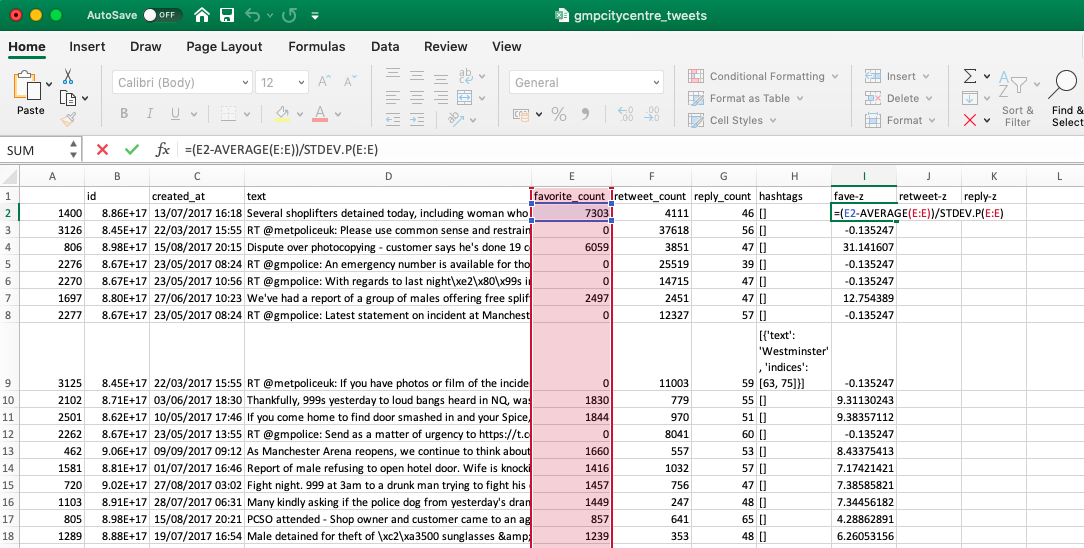 AutoSave OFF gmpcitycentre_tweets
Home Insert Draw Page Layout Formulas Data Review View
Paste Calibri (Body) 12 A^ A˅ ab General Conditional Formatting Insert Σ A Z
B I U A % 9 Format as Table Delete Sort & Filter Find & Select
Cell Styles Format
SUM fx =(E2-AVERAGE(E:E))/STDEV.P(E:E)
A B C D E F G H I J K L
1 id created_at text favorite_count retweet_count reply_count hashtags fave-z retweet-z reply-z
2 1400 8.86E+17 13/07/2017 16:18 Several shoplifters detained today, including woman who 7303 4111 46 [] =(E2-AVERAGE(E:E))/STDEV.P(E:E)
3 3126 8.45E+17 22/03/2017 15:55 RT @metpoliceuk: Please use common sense and restrain 0 37618 56 [] -0.135247
4 806 8.98E+17 15/08/2017 20:15 Dispute over photocopying - customer says he's done 19 c 6059 3851 47 [] 31.141607
5 2276 8.67E+17 23/05/2017 08:24 RT @gmpolice: An emergency number is available for tho 0 25519 39 [] -0.135247
6 2270 8.67E+17 23/05/2017 10:56 RT @gmpolice: With regards to last night\xe2\x80\x99s i 0 14715 47 [] -0.135247
7 1697 8.80E+17 27/06/2017 10:23 We've had a report of a group of males offering free splif 2497 2451 47 [] 12.754389
8 2277 8.67E+17 23/05/2017 08:24 RT @gmpolice: Latest statement on incident at Manchest 0 12327 57 [] -0.135247
[{'text':
'Westminster'
, 'indices':
9 3125 8.45E+17 22/03/2017 15:55 RT @metpoliceuk: If you have photos or film of the incide 0 11003 59 [63, 75]}] -0.135247
10 2102 8.71E+17 03/06/2017 18:30 Thankfully, 999s yesterday to loud bangs heard in NQ, was 1830 779 55 [] 9.31130243
11 2501 8.62E+17 10/05/2017 17:46 If you come home to find door smashed in and your Spice, 1844 970 51 [] 9.38357112
12 2262 8.67E+17 23/05/2017 13:55 RT @gmpolice: Send as a matter of urgency to https://t.c 0 8041 60 [] -0.135247
13 462 9.06E+17 09/09/2017 09:12 As Manchester Arena reopens, we continue to think about 1660 557 53 [] 8.43375413
14 1581 8.81E+17 01/07/2017 16:46 Report of male refusing to open hotel door. Wife is knocki 1416 1032 57 [] 7.17421421
15 720 9.02E+17 27/08/2017 03:02 Fight night. 999 at 3am to a drunk man trying to fight his 1457 756 47 [] 7.38585821
16 1103 8.91E+17 28/07/2017 06:31 Many kindly asking if the police dog from yesterday's dran 1449 247 48 [] 7.34456182
17 805 8.98E+17 15/08/2017 20:21 PCSO attended - Shop owner and customer came to an ag 857 641 65 [] 4.28862891
18 1289 8.88E+17 19/07/2017 16:54 Male detained for theft of \xc2\xa3500 sunglasses &amp; 1239 353 48 [] 6.26053156